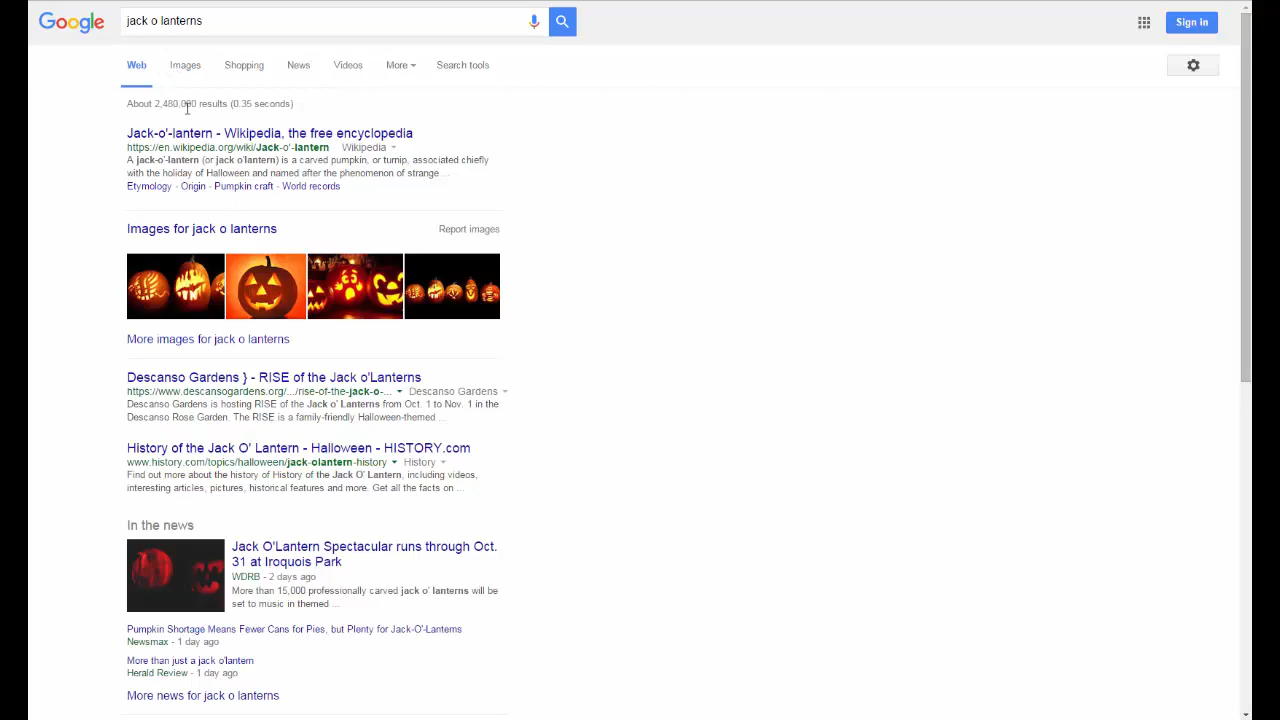 Google
jack o lanterns
Sign in
Web Images Shopping News Videos More Search tools
About 2,480,000 results (0.35 seconds)
Jack-o'-lantern - Wikipedia, the free encyclopedia
https://en.wikipedia.org/wiki/Jack-o'-lantern Wikipedia
A jack-o'-lantern (or jack o'lantern) is a carved pumpkin, or turnip, associated chiefly
with the holiday of Halloween and named after the phenomenon of strange ...
Etymology - Origin - Pumpkin craft - World records
Images for jack o lanterns Report images
More images for jack o lanterns
Descanso Gardens } - RISE of the Jack o'Lanterns
https://www.descansogardens.org/.../rise-of-the-jack-o-... Descanso Gardens
Descanso Gardens is hosting RISE of the Jack o' Lanterns from Oct. 1 to Nov. 1 in the
Descanso Rose Garden. The RISE is a family-friendly Halloween-themed ...
History of the Jack O' Lantern - Halloween - HISTORY.com
www.history.com/topics/halloween/jack-olantern-history History
Find out more about the history of History of the Jack O' Lantern, including videos,
interesting articles, pictures, historical features and more. Get all the facts on ...
In the news
Jack O'Lantern Spectacular runs through Oct.
31 at Iroquois Park
WDRB - 2 days ago
More than 15,000 professionally carved jack o' lanterns will be
set to music in themed ...
Pumpkin Shortage Means Fewer Cans for Pies, but Plenty for Jack-O'-Lanterns
Newsmax - 1 day ago
More than just a jack o'lantern
Herald Review - 1 day ago
More news for jack o lanterns